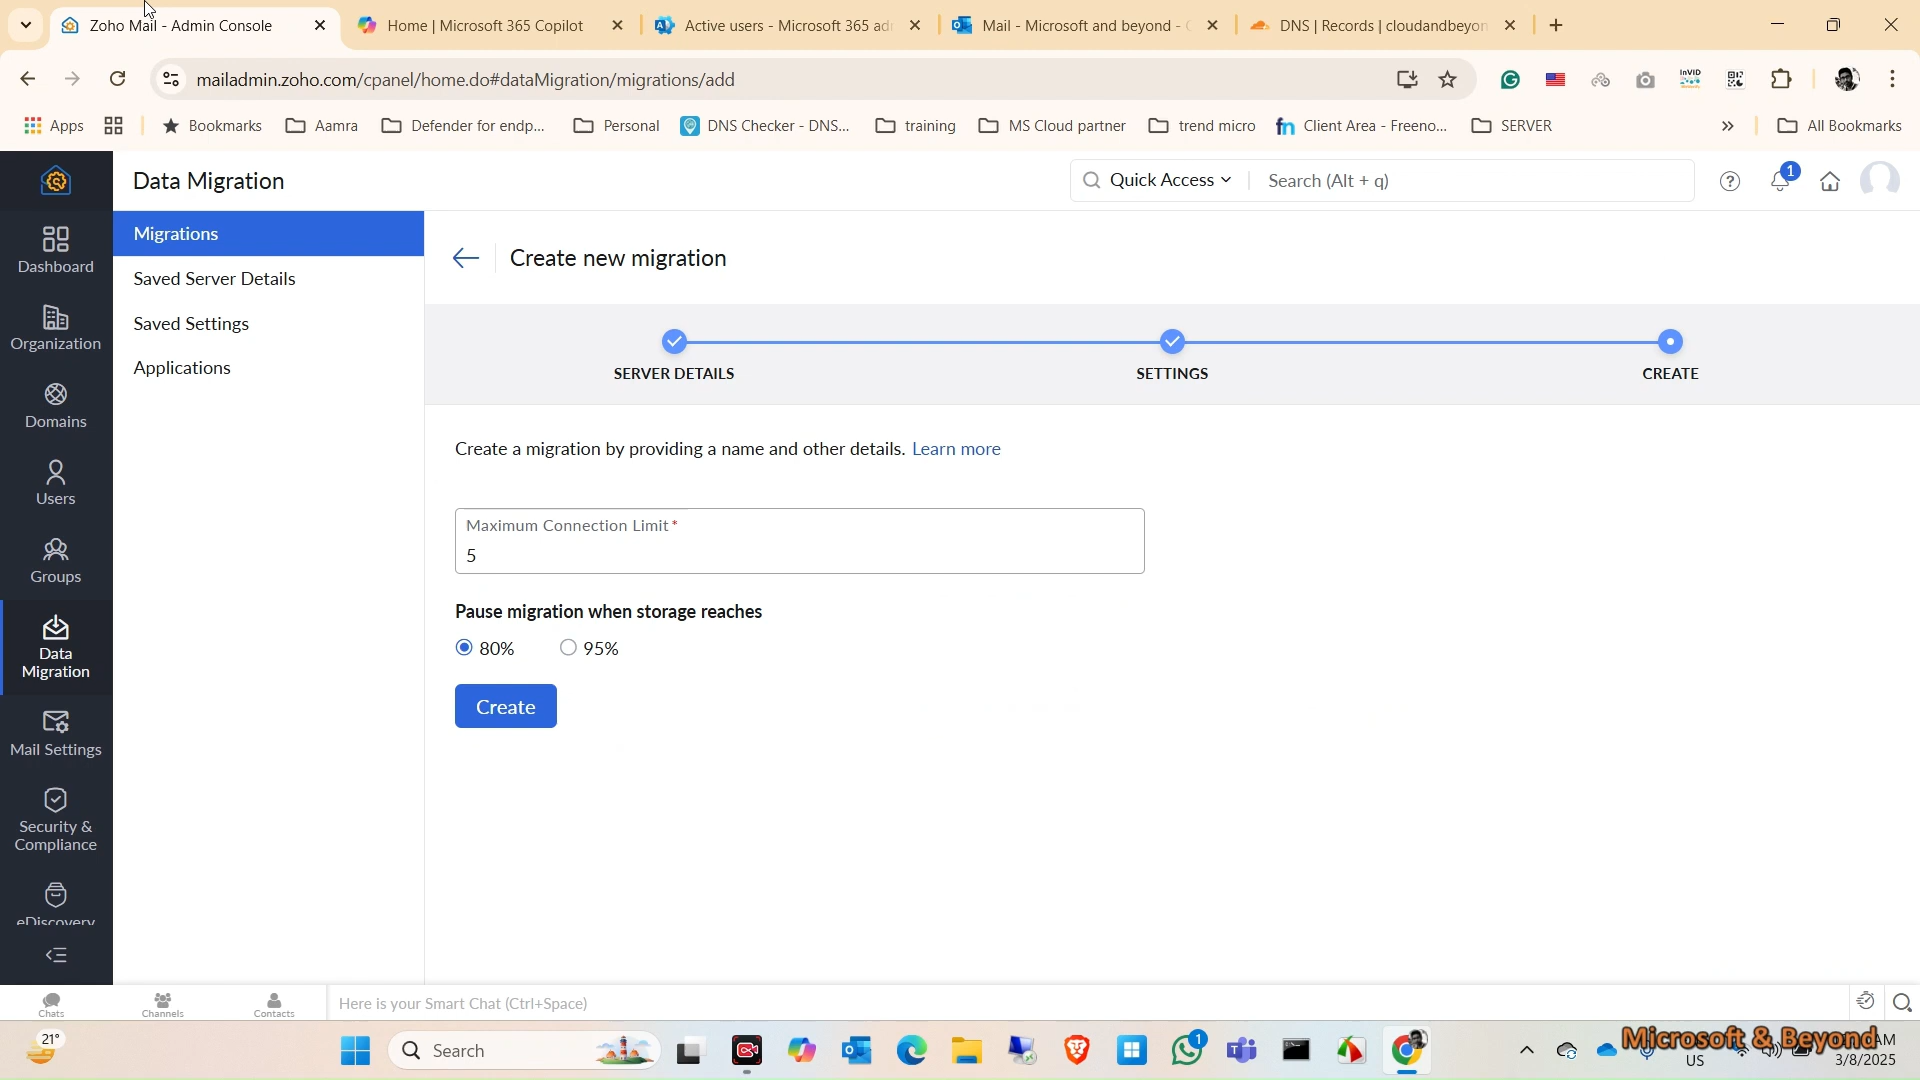 Zoho Mail - Admin Console
Home | Microsoft 365 Copilot
Active users - Microsoft 365 ad
Mail - Microsoft and beyond -
DNS | Records | cloudandbeyon
mailadmin.zoho.com/cpanel/home.do#dataMigration/migrations/add
InVID
Apps
Bookmarks
Aamra
Defender for endp...
Personal
DNS Checker - DNS...
training
MS Cloud partner
trend micro
Client Area - Freeno...
SERVER
All Bookmarks
Data Migration
Quick Access
Search (Alt + q)
1
Dashboard
Organization
Domains
Users
Groups
Data
Migration
Mail Settings
Security &
Compliance
eDiscovery
Migrations
Saved Server Details
Saved Settings
Applications
Create new migration
SERVER DETAILS
SETTINGS
CREATE
Create a migration by providing a name and other details. Learn more
Maximum Connection Limit*
5
Pause migration when storage reaches
80%
95%
Create
Chats
Channels
Contacts
Here is your Smart Chat (Ctrl+Space)
21°
Search
1
Microsoft & Beyond
AM
US
3/8/2025